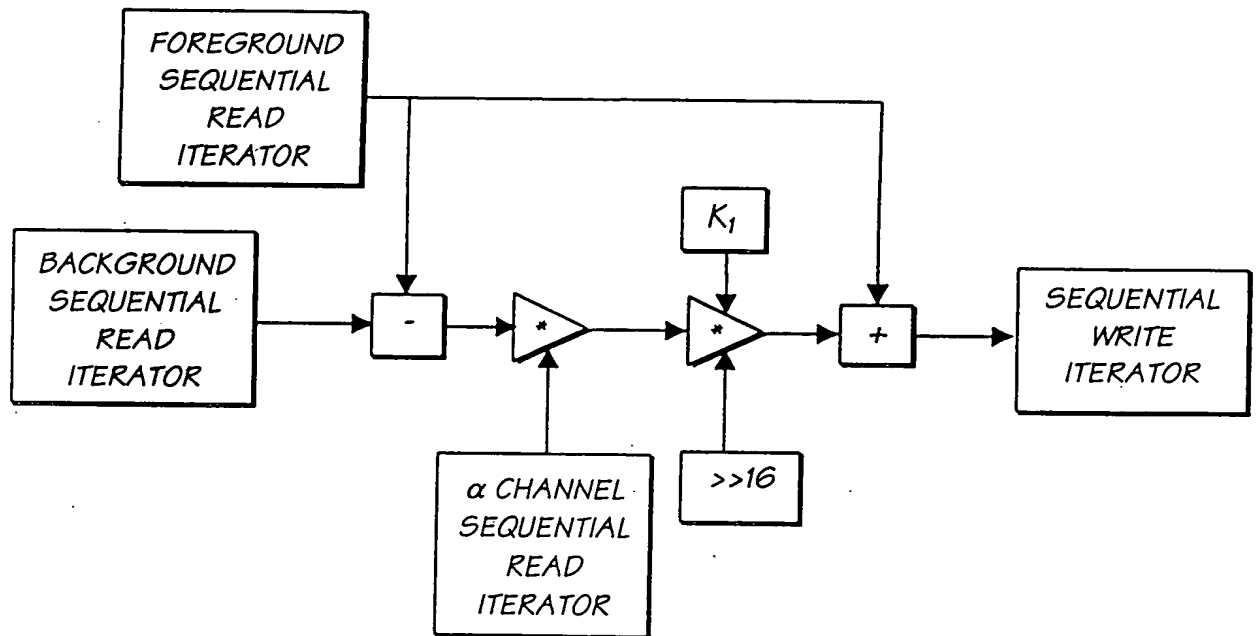 FOREGROUND
SEQUENTIAL
READ
ITERATOR
K₁
BACKGROUND
SEQUENTIAL
READ
ITERATOR
-
*
*
+
SEQUENTIAL
WRITE
ITERATOR
α CHANNEL
SEQUENTIAL
READ
ITERATOR
>>16